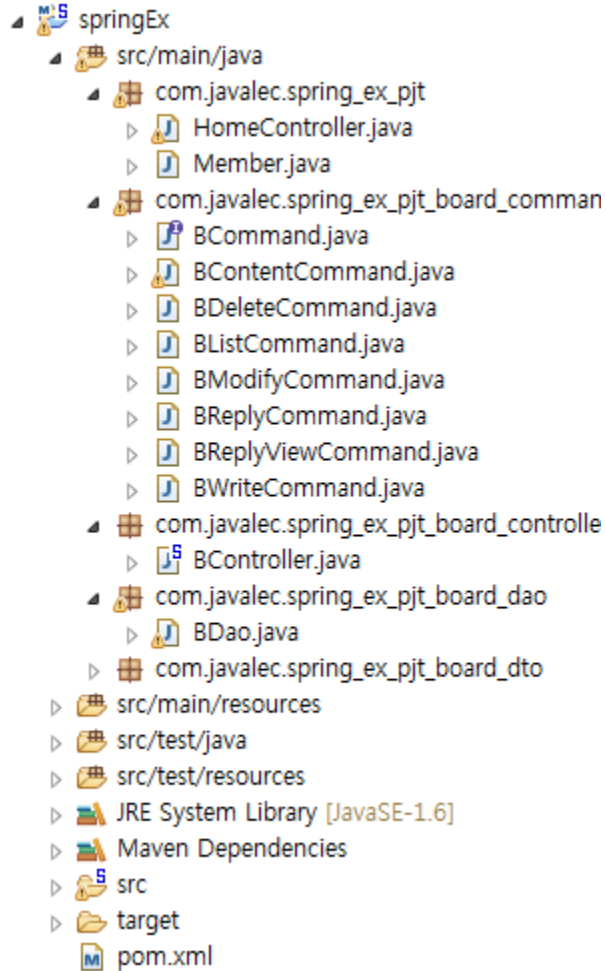 springEx
src/main/java
com.javalec.spring_ex_pjt
HomeController.java
Member.java
com.javalec.spring_ex_pjt_board_comman
BCommand.java
BContentCommand.java
BDeleteCommand.java
BListCommand.java
BModifyCommand.java
BReplyCommand.java
BReplyViewCommand.java
BWriteCommand.java
com.javalec.spring_ex_pjt_board_controlle
BController.java
com.javalec.spring_ex_pjt_board_dao
BDao.java
com.javalec.spring_ex_pjt_board_dto
src/main/resources
src/test/java
src/test/resources
JRE System Library [JavaSE-1.6]
Maven Dependencies
src
target
pom.xml